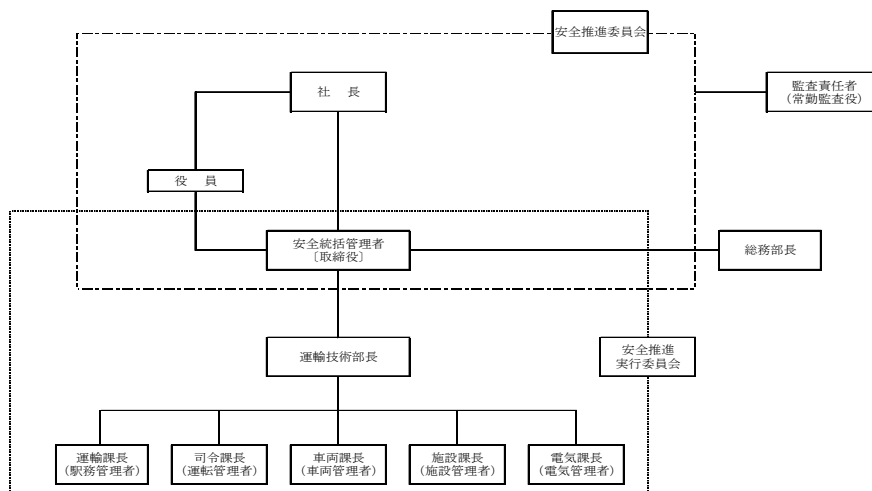 安全推進委員会
社　長
監査責任者
(常勤監査役)
役　員
安全統括管理者
〔取締役〕
総務部長
運輸技術部長
安全推進
実行委員会
運輸課長
(駅務管理者)
司令課長
(運転管理者)
車両課長
(車両管理者)
施設課長
(施設管理者)
電気課長
(電気管理者)